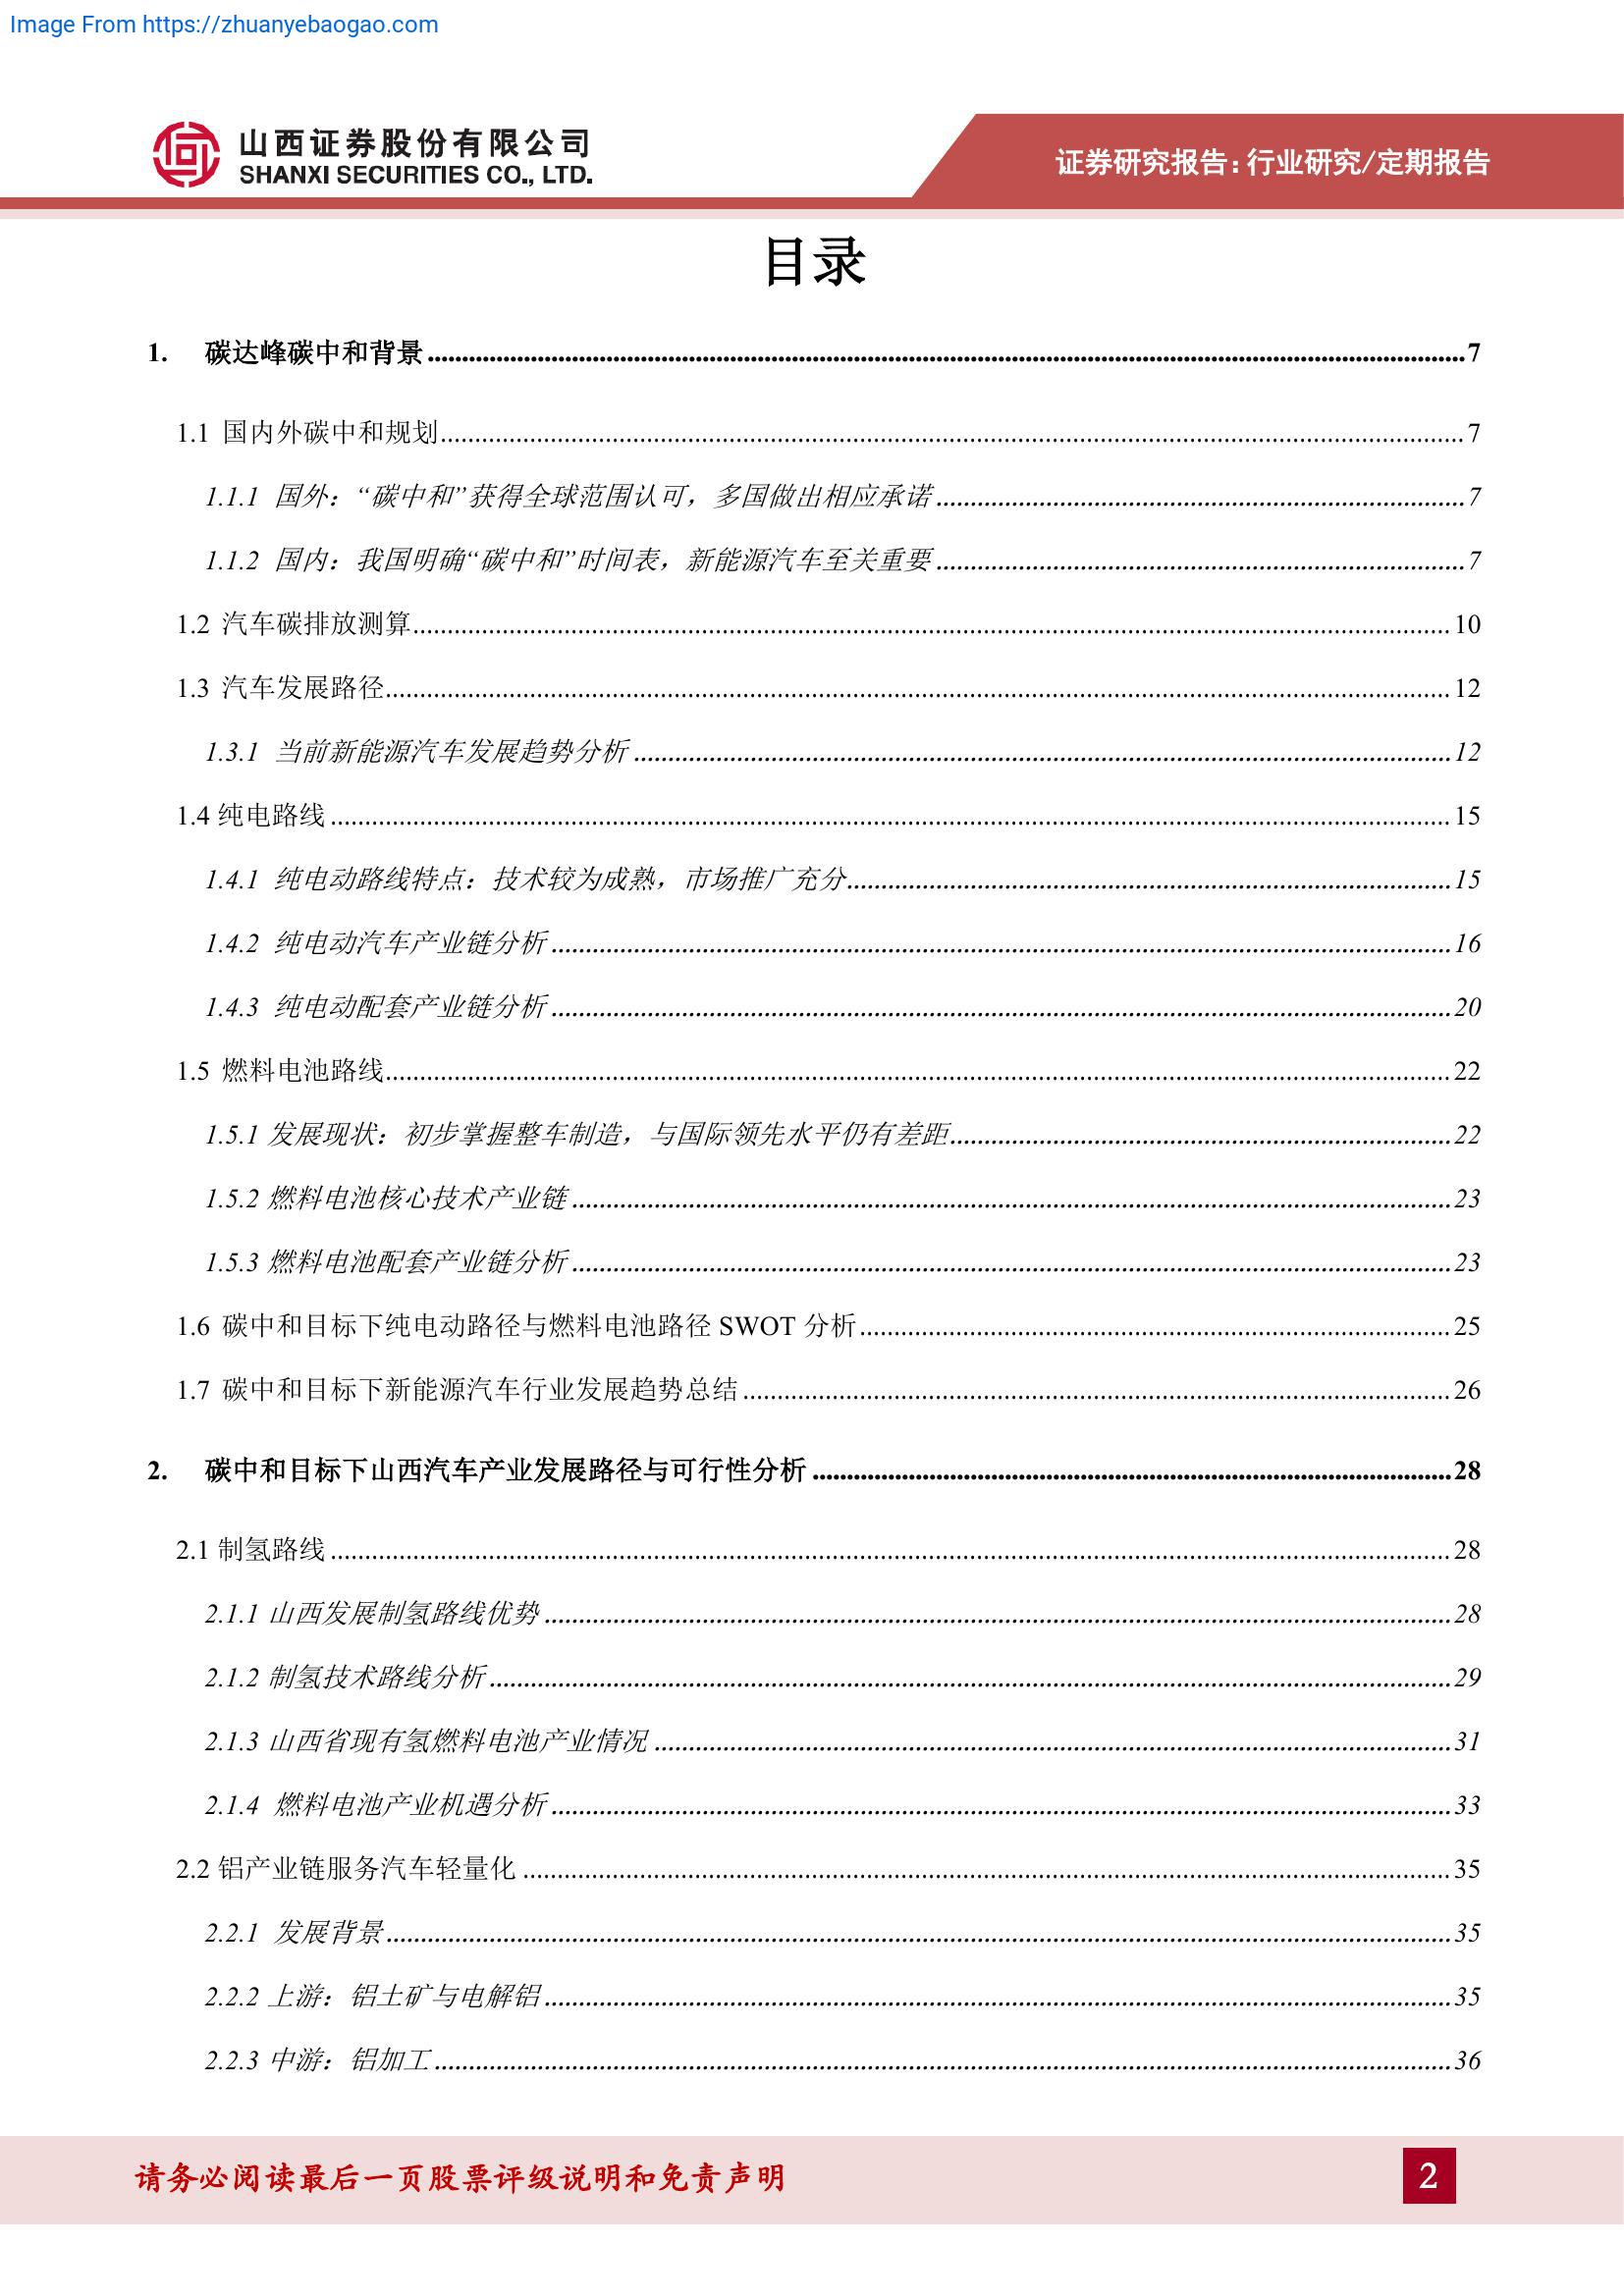 Image From https://zhuanyebaogao.com
山西证券股份有限公司
SHANXI SECURITIES CO., LTD.
证券研究报告：行业研究/定期报告
目录
1. 碳达峰碳中和背景 7
1.1 国内外碳中和规划 7
1.1.1 国外：“碳中和”获得全球范围认可，多国做出相应承诺 7
1.1.2 国内：我国明确“碳中和”时间表，新能源汽车至关重要 7
1.2 汽车碳排放测算 10
1.3 汽车发展路径 12
1.3.1 当前新能源汽车发展趋势分析 12
1.4 纯电路线 15
1.4.1 纯电动路线特点：技术较为成熟，市场推广充分 15
1.4.2 纯电动汽车产业链分析 16
1.4.3 纯电动配套产业链分析 20
1.5 燃料电池路线 22
1.5.1 发展现状：初步掌握整车制造，与国际领先水平仍有差距 22
1.5.2 燃料电池核心技术产业链 23
1.5.3 燃料电池配套产业链分析 23
1.6 碳中和目标下纯电动路径与燃料电池路径 SWOT 分析 25
1.7 碳中和目标下新能源汽车行业发展趋势总结 26
2. 碳中和目标下山西汽车产业发展路径与可行性分析 28
2.1 制氢路线 28
2.1.1 山西发展制氢路线优势 28
2.1.2 制氢技术路线分析 29
2.1.3 山西省现有氢燃料电池产业情况 31
2.1.4 燃料电池产业机遇分析 33
2.2 铝产业链服务汽车轻量化 35
2.2.1 发展背景 35
2.2.2 上游：铝土矿与电解铝 35
2.2.3 中游：铝加工 36
请务必阅读最后一页股票评级说明和免责声明
2